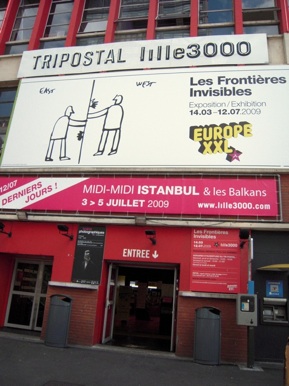 TRIPOSTAL lille3000
EAST
WEST
Les Frontières
Invisibles
Exposition / Exhibition
14.03 – 12.07.2009
EUROPE
XXL
12/07
DERNIERS
JOURS !
MIDI-MIDI ISTANBUL & les Balkans
3 > 5 JUILLET 2009
www.lille3000.com
ENTREE
Les Frontières
Invisibles